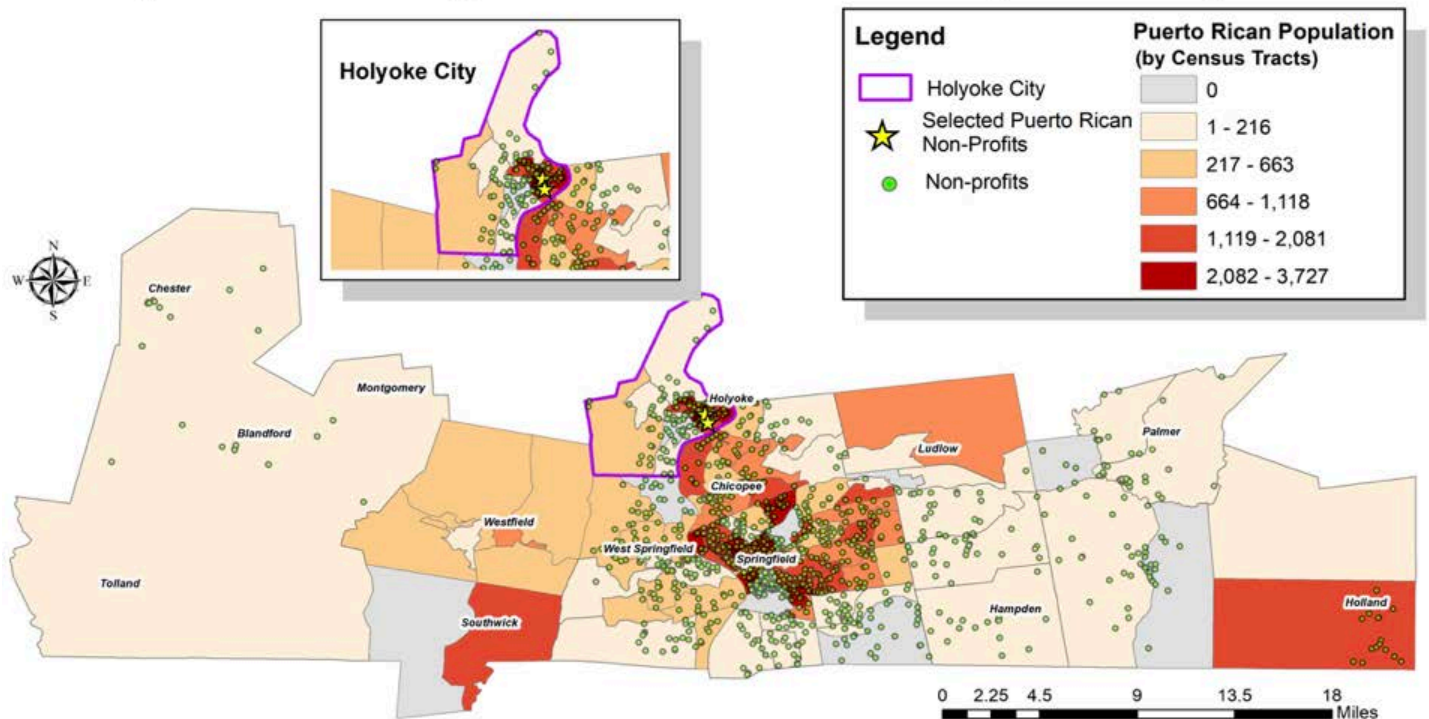 Holyoke City
Legend
Holyoke City
Selected Puerto Rican
Non-Profits
Non-profits
Puerto Rican Population
(by Census Tracts)
0
1 - 216
217 - 663
664 - 1,118
1,119 - 2,081
2,082 - 3,727
N
W E
S
Chester
Montgomery
Blandford
Tolland
Westfield
Southwick
Holyoke
Chicopee
West Springfield
Springfield
Ludlow
Palmer
Hampden
Holland
0 2.25 4.5 9 13.5 18
Miles